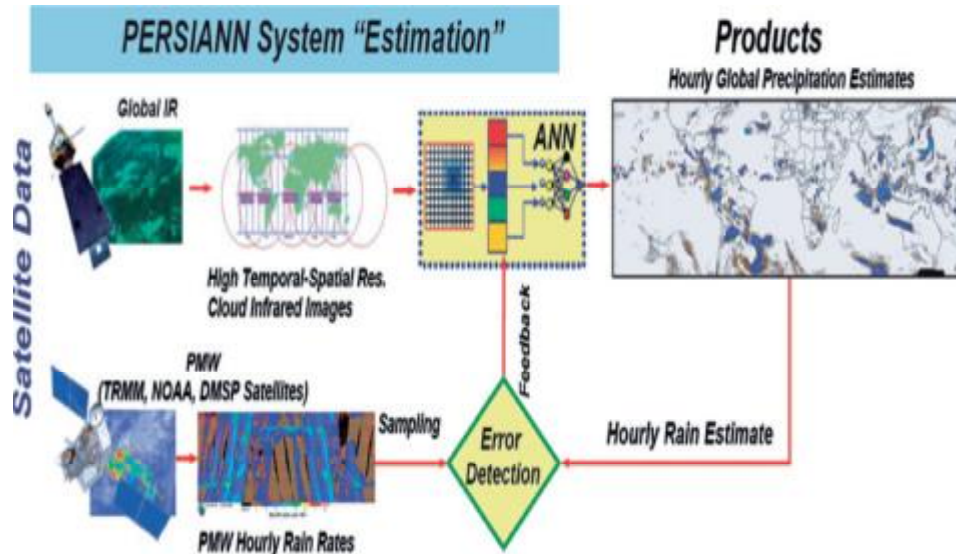 PERSIANN System “Estimation”
Products
Hourly Global Precipitation Estimates
Satellite Data
Global IR
ANN
High Temporal-Spatial Res.
Cloud Infrared Images
Feedback
PMW
(TRMM, NOAA, DMSP Satellites)
Sampling
Error
Detection
Hourly Rain Estimate
PMW Hourly Rain Rates